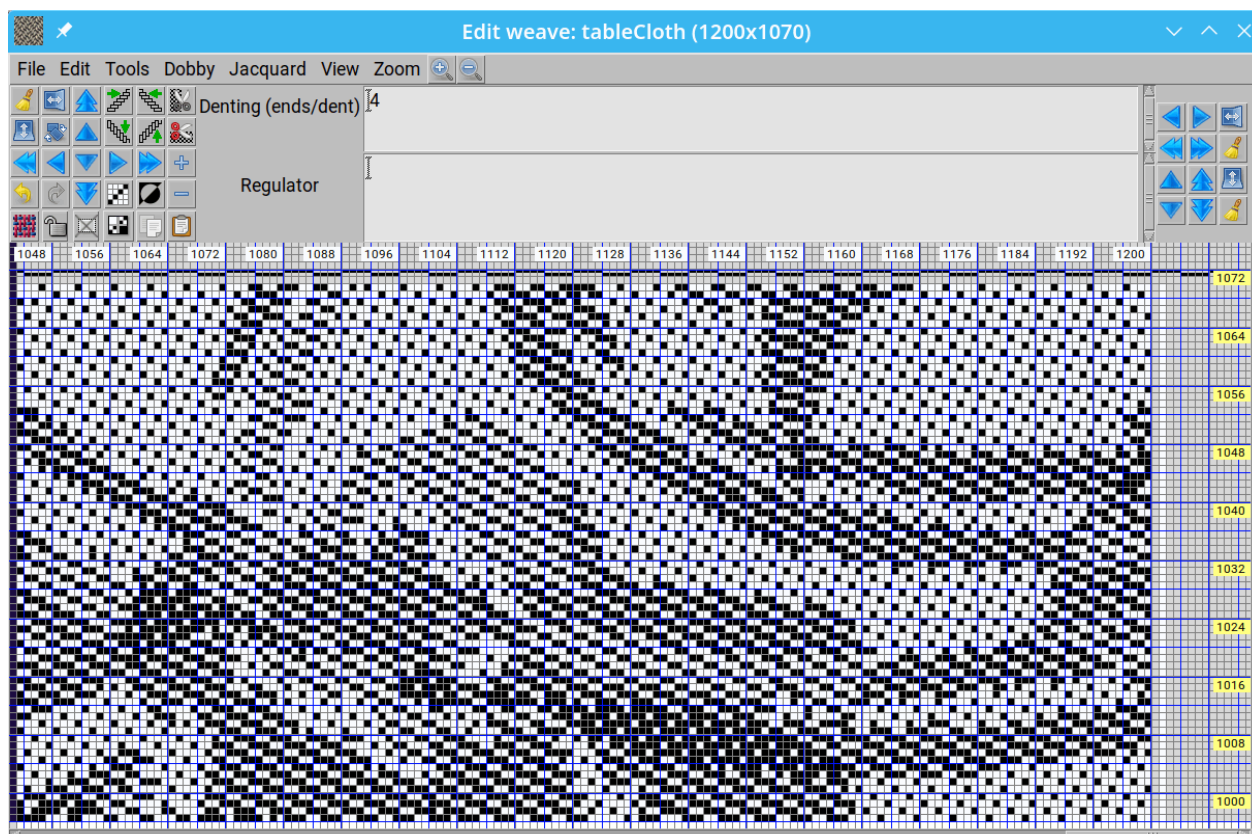 Edit weave: tableCloth (1200x1070)
File Edit Tools Dobby Jacquard View Zoom
Denting (ends/dent) 4
Regulator
1048 1056 1064 1072 1080 1088 1096 1104 1112 1120 1128 1136 1144 1152 1160 1168 1176 1184 1192 1200
1072
1064
1056
1048
1040
1032
1024
1016
1008
1000